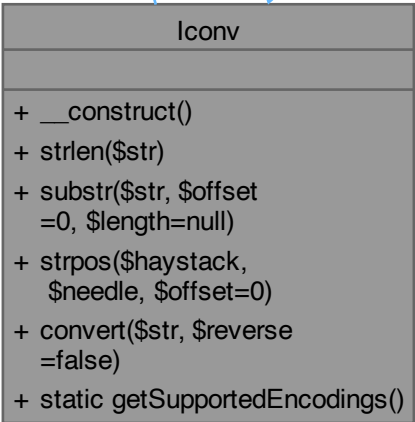 Iconv
+ __construct()
+ strlen($str)
+ substr($str, $offset
=0, $length=null)
+ strpos($haystack,
$needle, $offset=0)
+ convert($str, $reverse
=false)
+ static getSupportedEncodings()